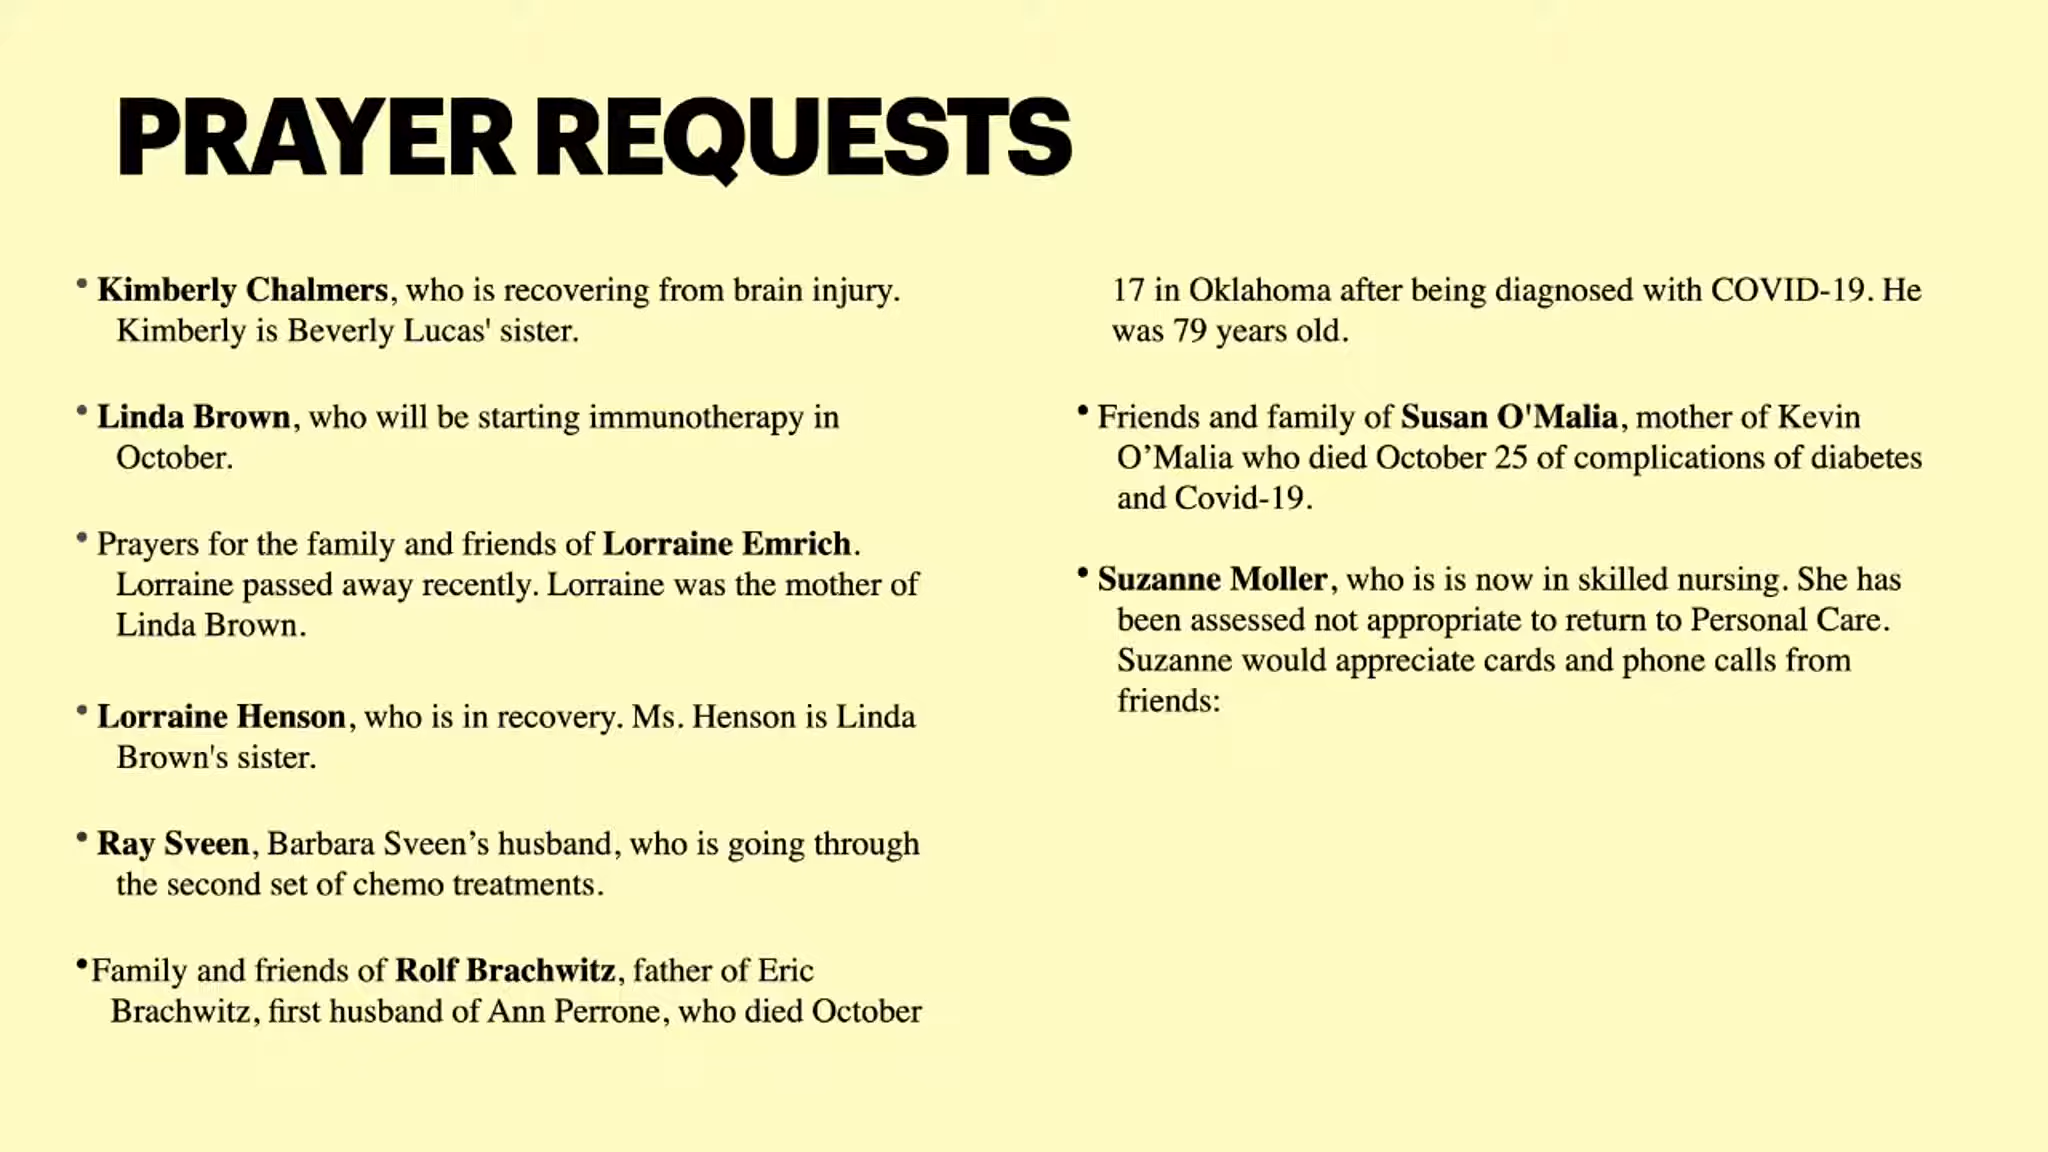 PRAYER REQUESTS
• Kimberly Chalmers, who is recovering from brain injury.
Kimberly is Beverly Lucas' sister.
• Linda Brown, who will be starting immunotherapy in
October.
• Prayers for the family and friends of Lorraine Emrich.
Lorraine passed away recently. Lorraine was the mother of
Linda Brown.
• Lorraine Henson, who is in recovery. Ms. Henson is Linda
Brown's sister.
• Ray Sveen, Barbara Sveen’s husband, who is going through
the second set of chemo treatments.
•Family and friends of Rolf Brachwitz, father of Eric
Brachwitz, first husband of Ann Perrone, who died October
17 in Oklahoma after being diagnosed with COVID-19. He
was 79 years old.
• Friends and family of Susan O'Malia, mother of Kevin
O’Malia who died October 25 of complications of diabetes
and Covid-19.
• Suzanne Moller, who is is now in skilled nursing. She has
been assessed not appropriate to return to Personal Care.
Suzanne would appreciate cards and phone calls from
friends: